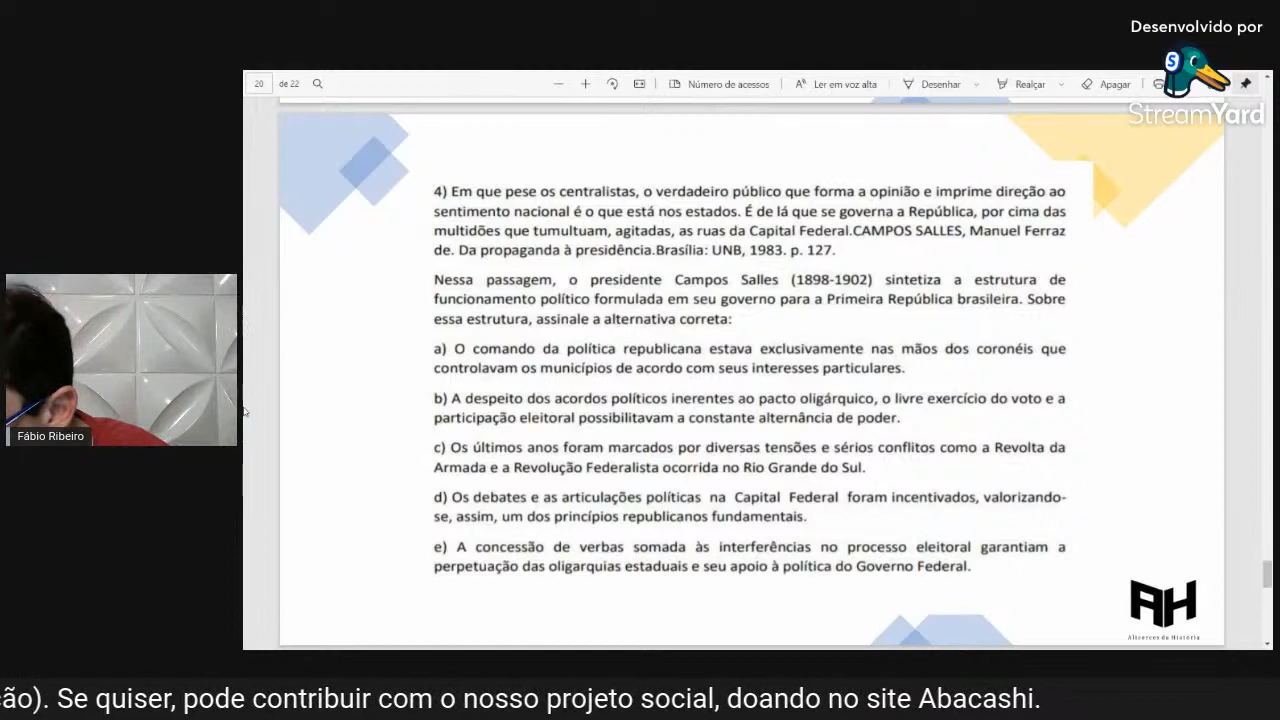 Desenvolvido por
StreamYard
20 de 22
Número de acessos
Ler em voz alta
Desenhar
Realçar
Apagar
4) Em que pese os centralistas, o verdadeiro público que forma a opinião e imprime direção ao
sentimento nacional é o que está nos estados. É de lá que se governa a República, por cima das
multidões que tumultuam, agitadas, as ruas da Capital Federal.CAMPOS SALLES, Manuel Ferraz
de. Da propaganda à presidência.Brasília: UNB, 1983. p. 127.
Nessa passagem, o presidente Campos Salles (1898-1902) sintetiza a estrutura de
funcionamento político formulada em seu governo para a Primeira República brasileira. Sobre
essa estrutura, assinale a alternativa correta:
a) O comando da política republicana estava exclusivamente nas mãos dos coronéis que
controlavam os municípios de acordo com seus interesses particulares.
b) A despeito dos acordos políticos inerentes ao pacto oligárquico, o livre exercício do voto e a
participação eleitoral possibilitavam a constante alternância de poder.
c) Os últimos anos foram marcados por diversas tensões e sérios conflitos como a Revolta da
Armada e a Revolução Federalista ocorrida no Rio Grande do Sul.
d) Os debates e as articulações políticas na Capital Federal foram incentivados, valorizando-
se, assim, um dos princípios republicanos fundamentais.
e) A concessão de verbas somada às interferências no processo eleitoral garantiam a
perpetuação das oligarquias estaduais e seu apoio à política do Governo Federal.
AH
Alicerces da História
Fábio Ribeiro
ção). Se quiser, pode contribuir com o nosso projeto social, doando no site Abacashi.